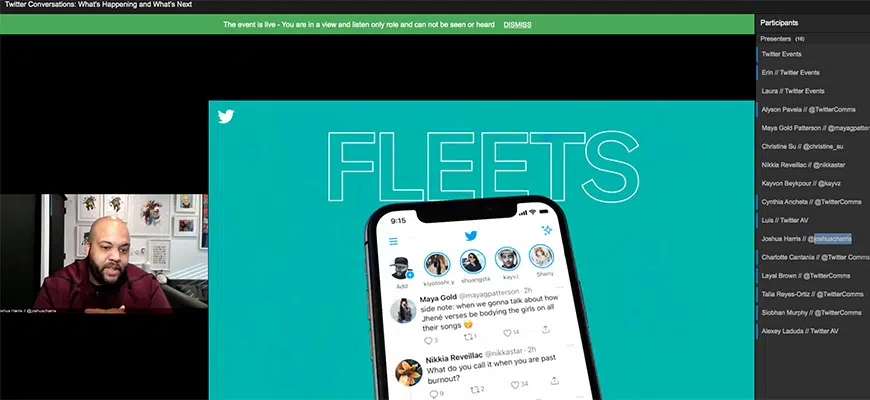 Twitter Conversations: What's Happening and What's Next
The event is live - You are in a view and listen only role and can not be seen or heard DISMISS
Participants
Presenters (16)
Twitter Events
Erin // Twitter Events
Laura // Twitter Events
Alyson Pavela // @TwitterComms
Maya Gold Patterson // @mayagpatter
Christine Su // @christine_su
Nikkia Reveillac // @nikkastar
Kayvon Beykpour // @kayvz
Cynthia Ancheta // @TwitterComms
Luis // Twitter AV
Joshua Harris // @joshuacharris
Charlotte Cantania // @Twitter Comms
Layal Brown // @TwitterComms
Talia Reyes-Ortiz // @TwitterComms
Siobhan Murphy // @TwitterComms
Alexey Laduda // Twitter AV
shua Harris // @joshuacharris
FLEETS
9:15
Add kiyotoshi.y shuangsta kayvz Sheny
Maya Gold @mayagpatterson · 2h
side note: when we gonna talk about how
Jhené verses be bodying the girls on all
their songs
3 1 14
Nikkia Reveillac @nikkastar · 2h
What do you call it when you are past
burnout?
9 2 34